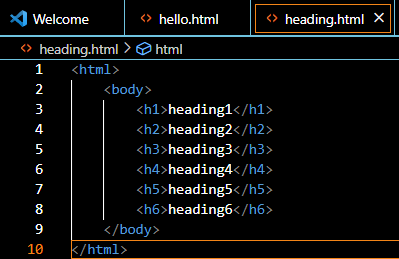 Welcome hello.html heading.html
heading.html > html
1 <html>
2 <body>
3 <h1>heading1</h1>
4 <h2>heading2</h2>
5 <h3>heading3</h3>
6 <h4>heading4</h4>
7 <h5>heading5</h5>
8 <h6>heading6</h6>
9 </body>
10 </html>